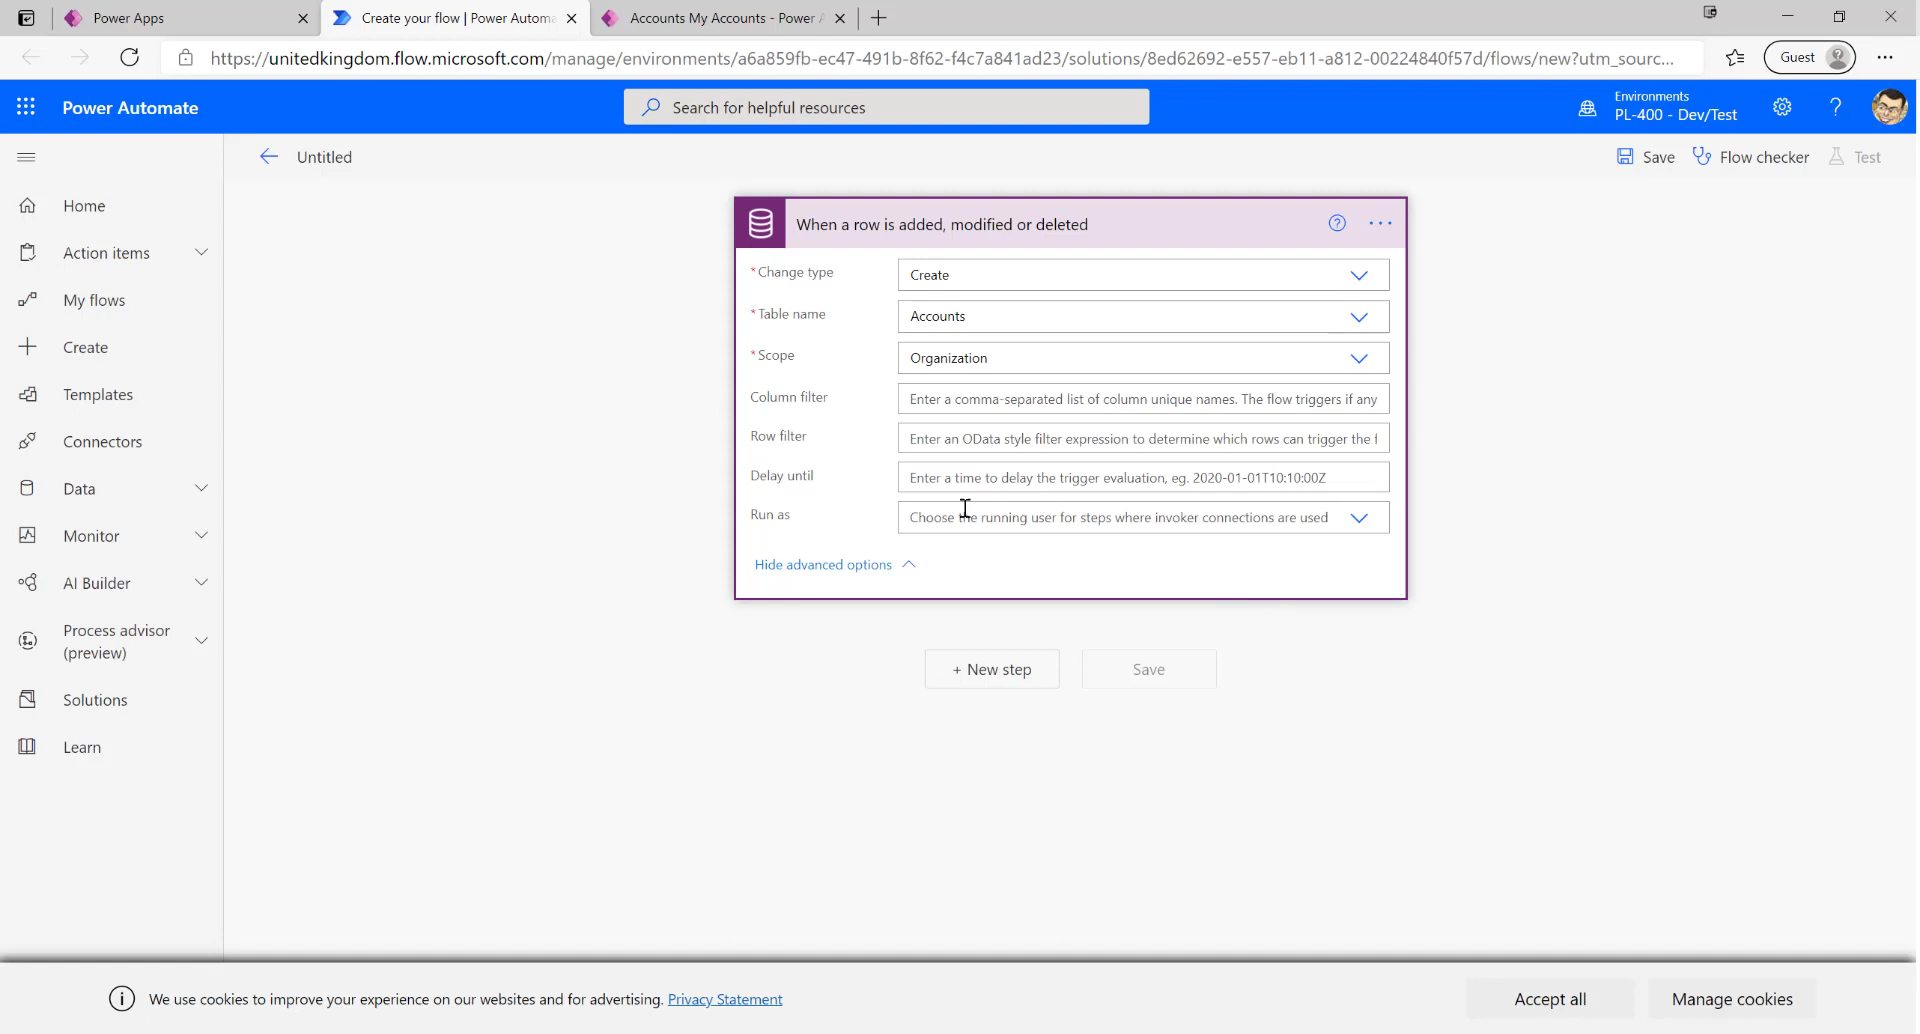 Power Apps
Create your flow | Power Automa
Accounts My Accounts - Power A
https://unitedkingdom.flow.microsoft.com/manage/environments/a6a859fb-ec47-491b-8f62-f4c7a841ad23/solutions/8ed62692-e557-eb11-a812-00224840f57d/flows/new?utm_sourc...
Guest
Power Automate
Search for helpful resources
Environments
PL-400 - Dev/Test
Untitled
Save
Flow checker
Test
Home
Action items
My flows
Create
Templates
Connectors
Data
Monitor
AI Builder
Process advisor
(preview)
Solutions
Learn
When a row is added, modified or deleted
* Change type
Create
* Table name
Accounts
* Scope
Organization
Column filter
Enter a comma-separated list of column unique names. The flow triggers if any
Row filter
Enter an OData style filter expression to determine which rows can trigger the f
Delay until
Enter a time to delay the trigger evaluation, eg. 2020-01-01T10:10:00Z
Run as
Choose the running user for steps where invoker connections are used
Hide advanced options
+ New step
Save
We use cookies to improve your experience on our websites and for advertising. Privacy Statement
Accept all
Manage cookies